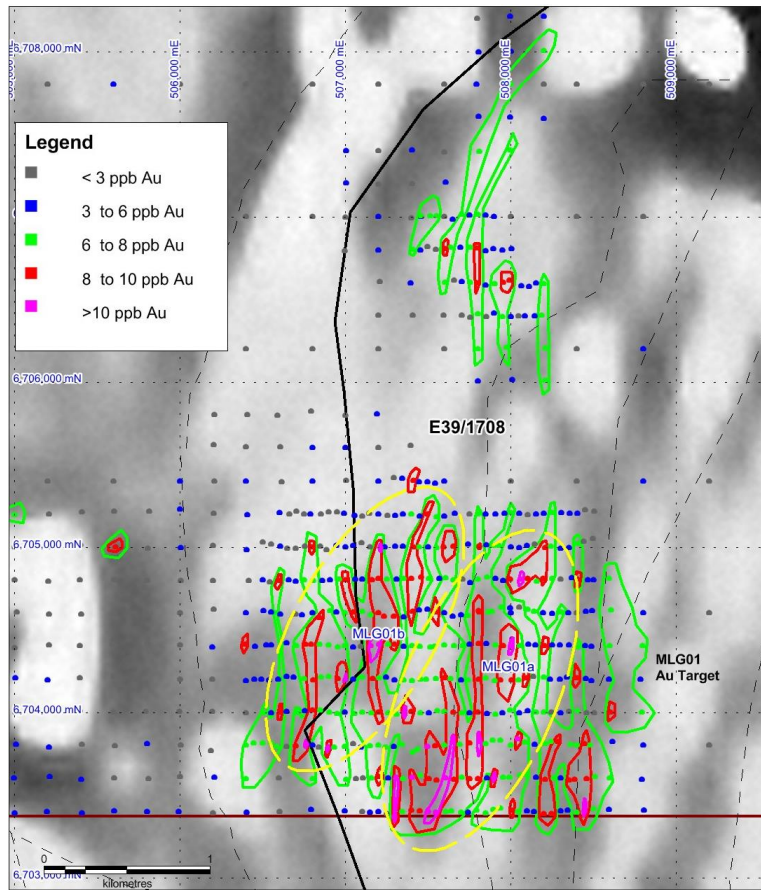 6,708,000 mN
506,000 mE
507,000 mE
508,000 mE
509,000 mE
Legend
< 3 ppb Au
3 to 6 ppb Au
6 to 8 ppb Au
8 to 10 ppb Au
>10 ppb Au
6,706,000 mN
E39/1708
6,705,000 mN
MLG01b
MLG01a
MLG01
Au Target
6,704,000 mN
0
1
kilometres
6,703,000 mN